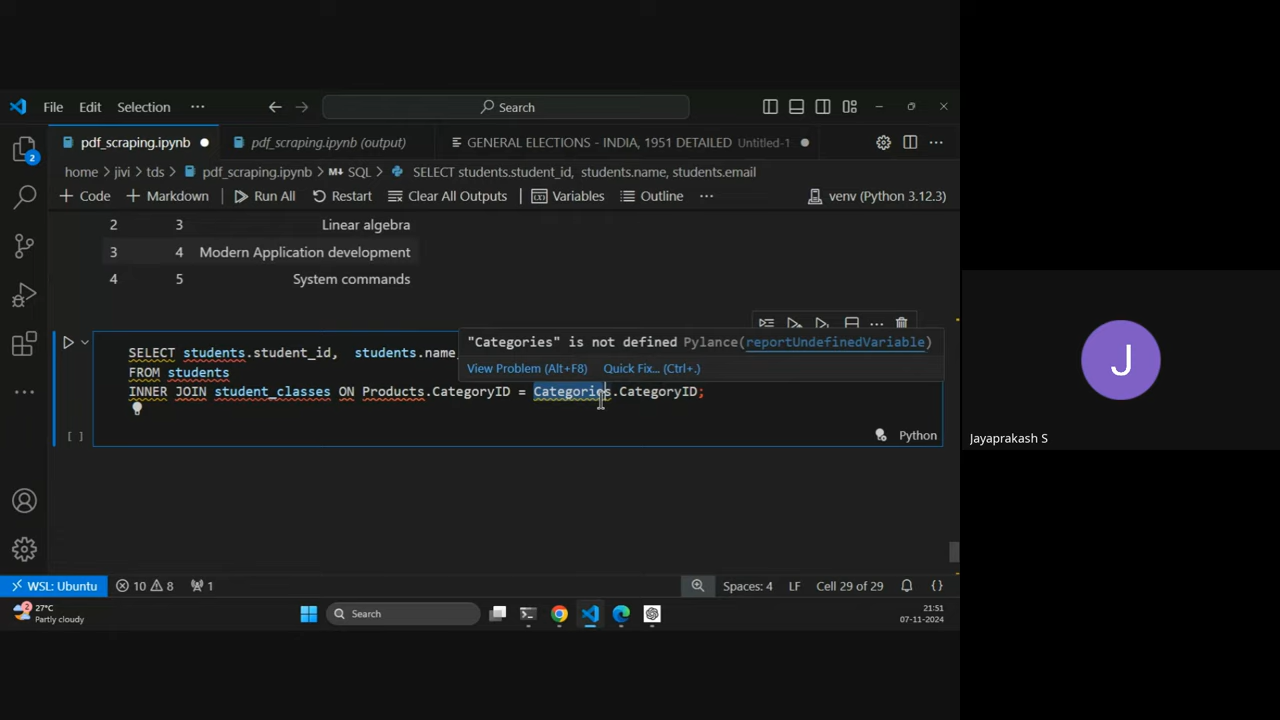 File Edit Selection ··· Search
pdf_scraping.ipynb pdf_scraping.ipynb (output) GENERAL ELECTIONS - INDIA, 1951 DETAILED Untitled-1
home > jivi > tds > pdf_scraping.ipynb > M↓ SQL > SELECT students.student_id, students.name, students.email
+ Code + Markdown Run All Restart Clear All Outputs Variables Outline ··· venv (Python 3.12.3)
2 3 Linear algebra
3 4 Modern Application development
4 5 System commands
"Categories" is not defined Pylance(reportUndefinedVariable)
View Problem (Alt+F8) Quick Fix... (Ctrl+.)
SELECT students.student_id, students.name,
FROM students
INNER JOIN student_classes ON Products.CategoryID = Categories.CategoryID;
[ ] Python
J
Jayaprakash S
2
WSL: Ubuntu 10 8 1 Spaces: 4 LF Cell 29 of 29 {}
2
27°C
Partly cloudy
Search
21:51
07-11-2024